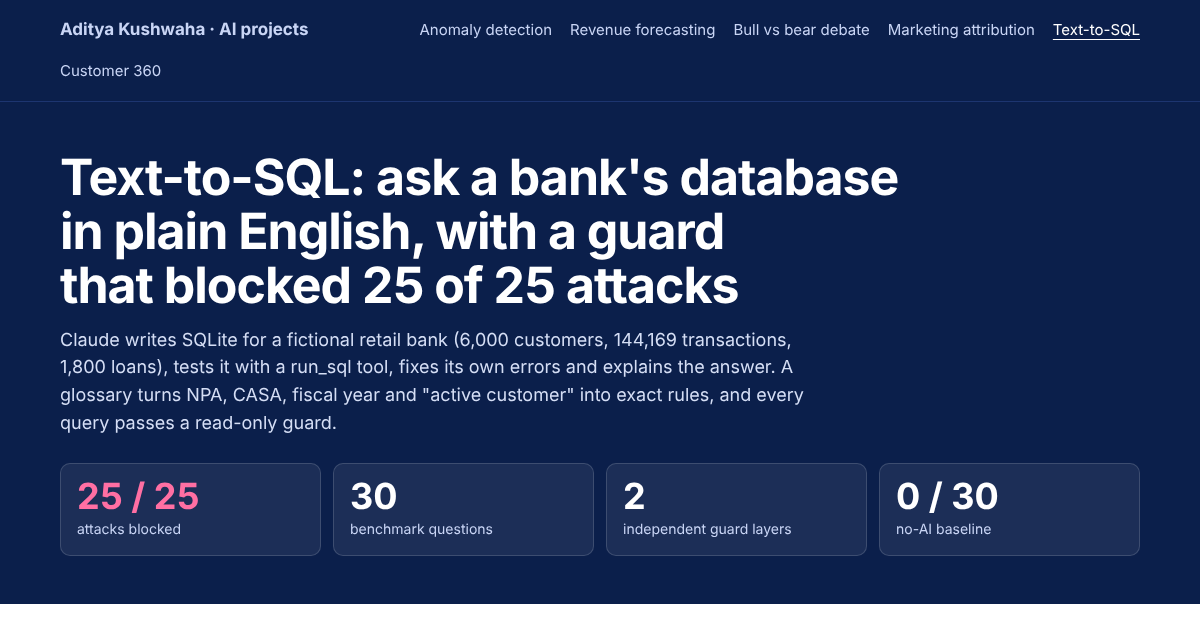 Aditya Kushwaha · AI projects
Anomaly detection
Revenue forecasting
Bull vs bear debate
Marketing attribution
Text-to-SQL
Customer 360
Text-to-SQL: ask a bank's database
in plain English, with a guard
that blocked 25 of 25 attacks
Claude writes SQLite for a fictional retail bank (6,000 customers, 144,169 transactions,
1,800 loans), tests it with a run_sql tool, fixes its own errors and explains the answer. A
glossary turns NPA, CASA, fiscal year and "active customer" into exact rules, and every
query passes a read-only guard.
25 / 25
attacks blocked
30
benchmark questions
2
independent guard layers
0 / 30
no-AI baseline